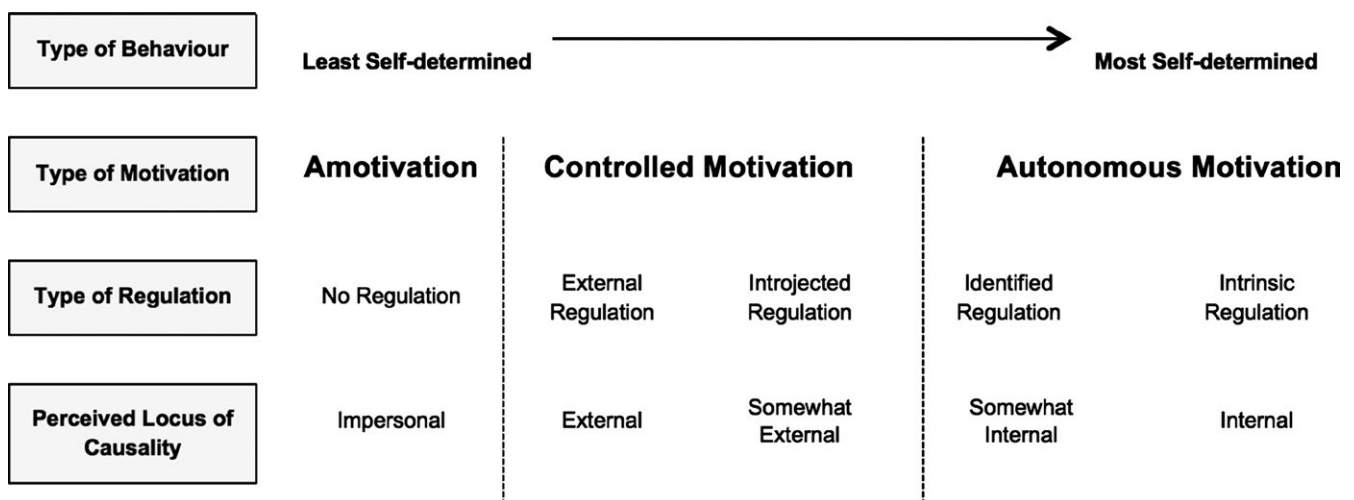 Type of Behaviour
Least Self-determined
Most Self-determined
Type of Motivation
Amotivation
Controlled Motivation
Autonomous Motivation
Type of Regulation
No Regulation
External
Regulation
Introjected
Regulation
Identified
Regulation
Intrinsic
Regulation
Perceived Locus of
Causality
Impersonal
External
Somewhat
External
Somewhat
Internal
Internal